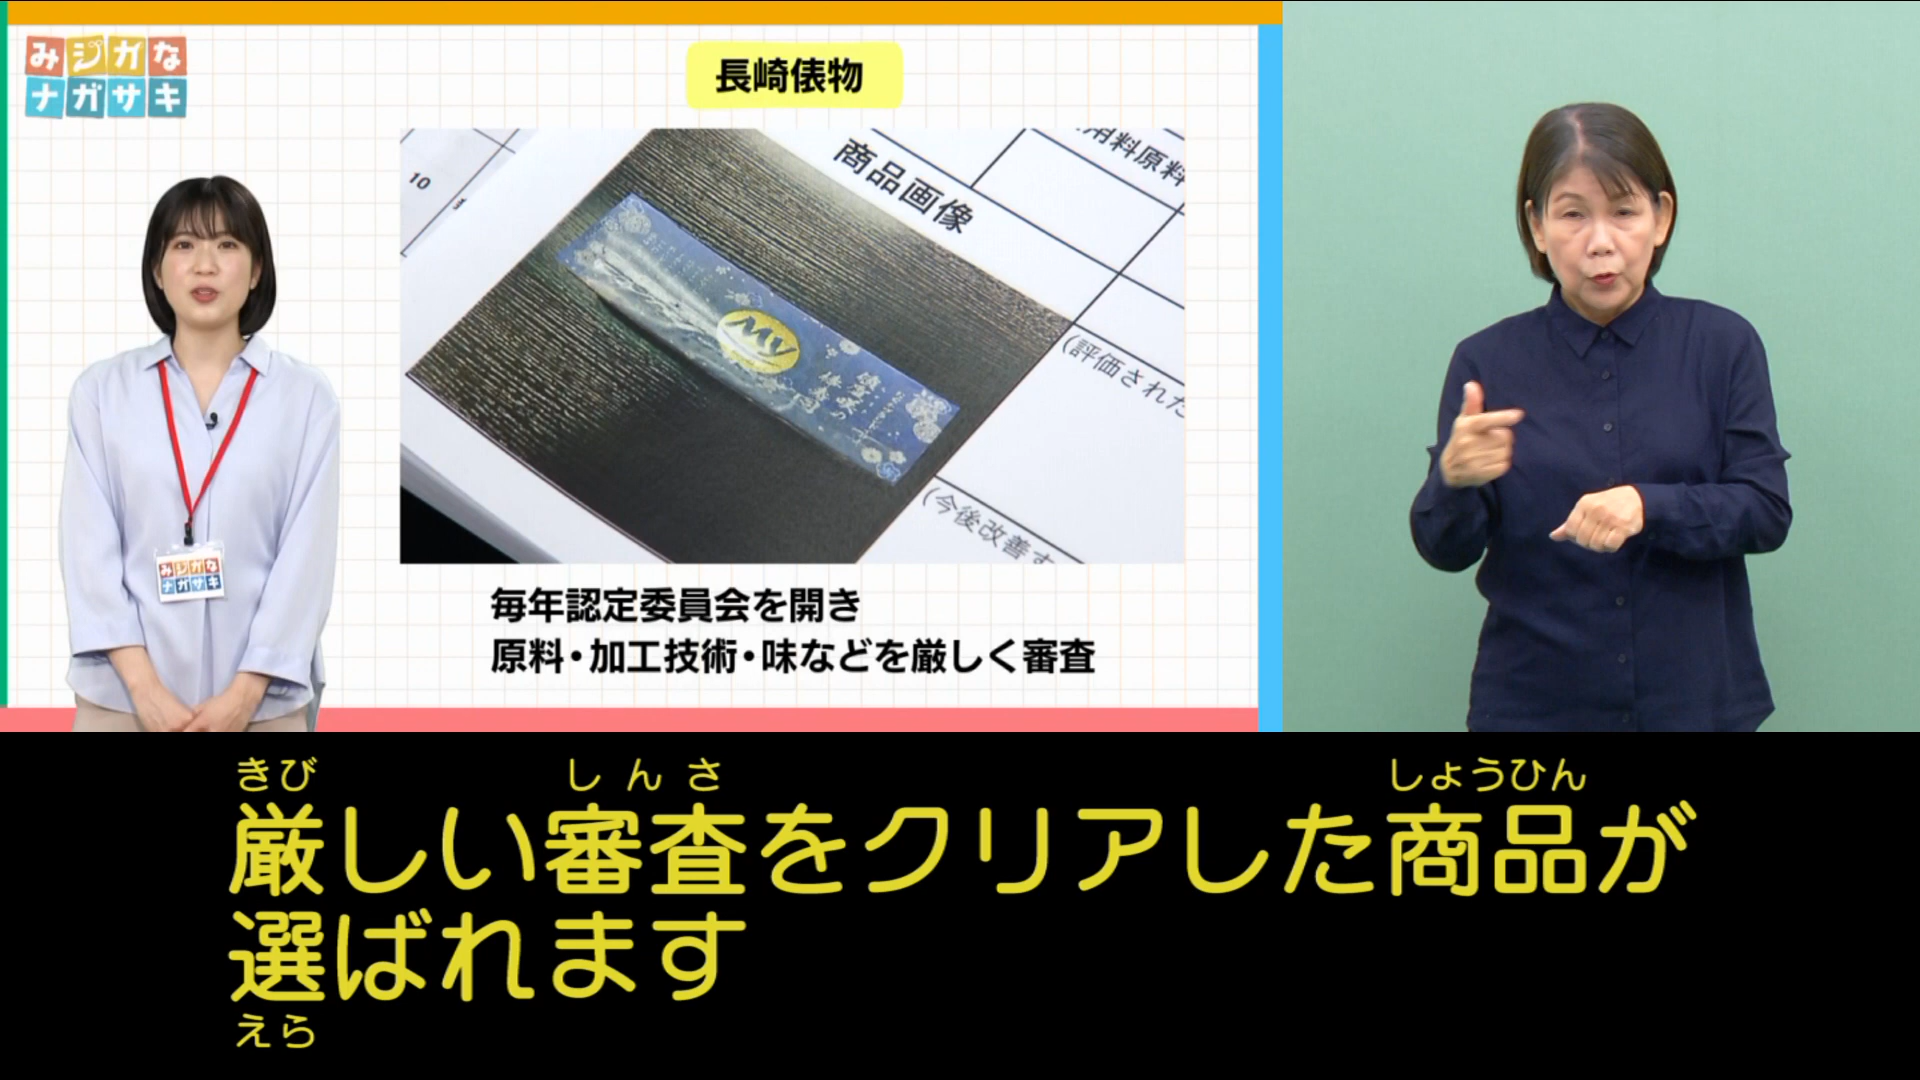 みジカな
ナガサキ
長崎俵物
10
商品画像
用料原料
My
(評価された
(今後改善す
みジカな
ナガサキ
毎年認定委員会を開き
原料・加工技術・味などを厳しく審査
きび しんさ しょうひん
厳しい審査をクリアした商品が
選ばれます
えら